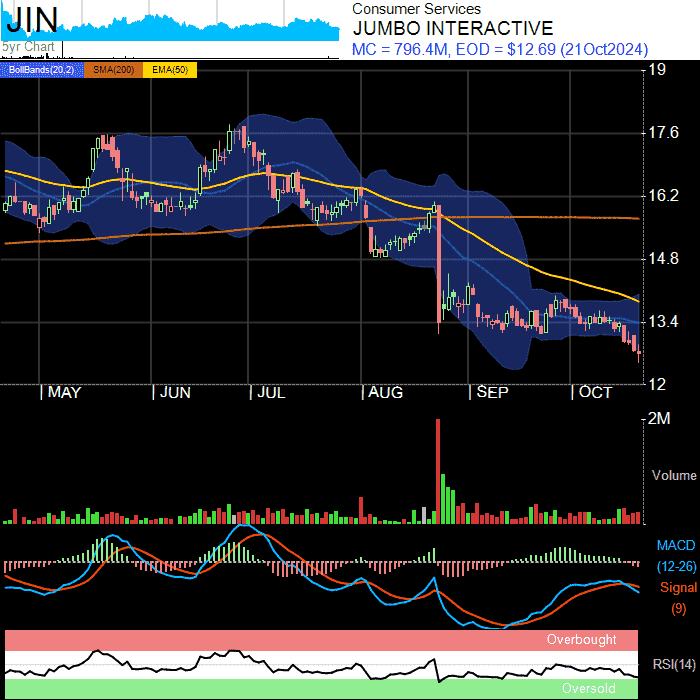 JIN
5yr Chart
Consumer Services
JUMBO INTERACTIVE
MC = 796.4M, EOD = $12.69 (21Oct2024)
BollBands(20,2) SMA(200) EMA(50)
19
17.6
16.2
14.8
13.4
12
MAY JUN JUL AUG SEP OCT
2M
Volume
MACD
(12-26)
Signal
(9)
Overbought
RSI(14)
Oversold